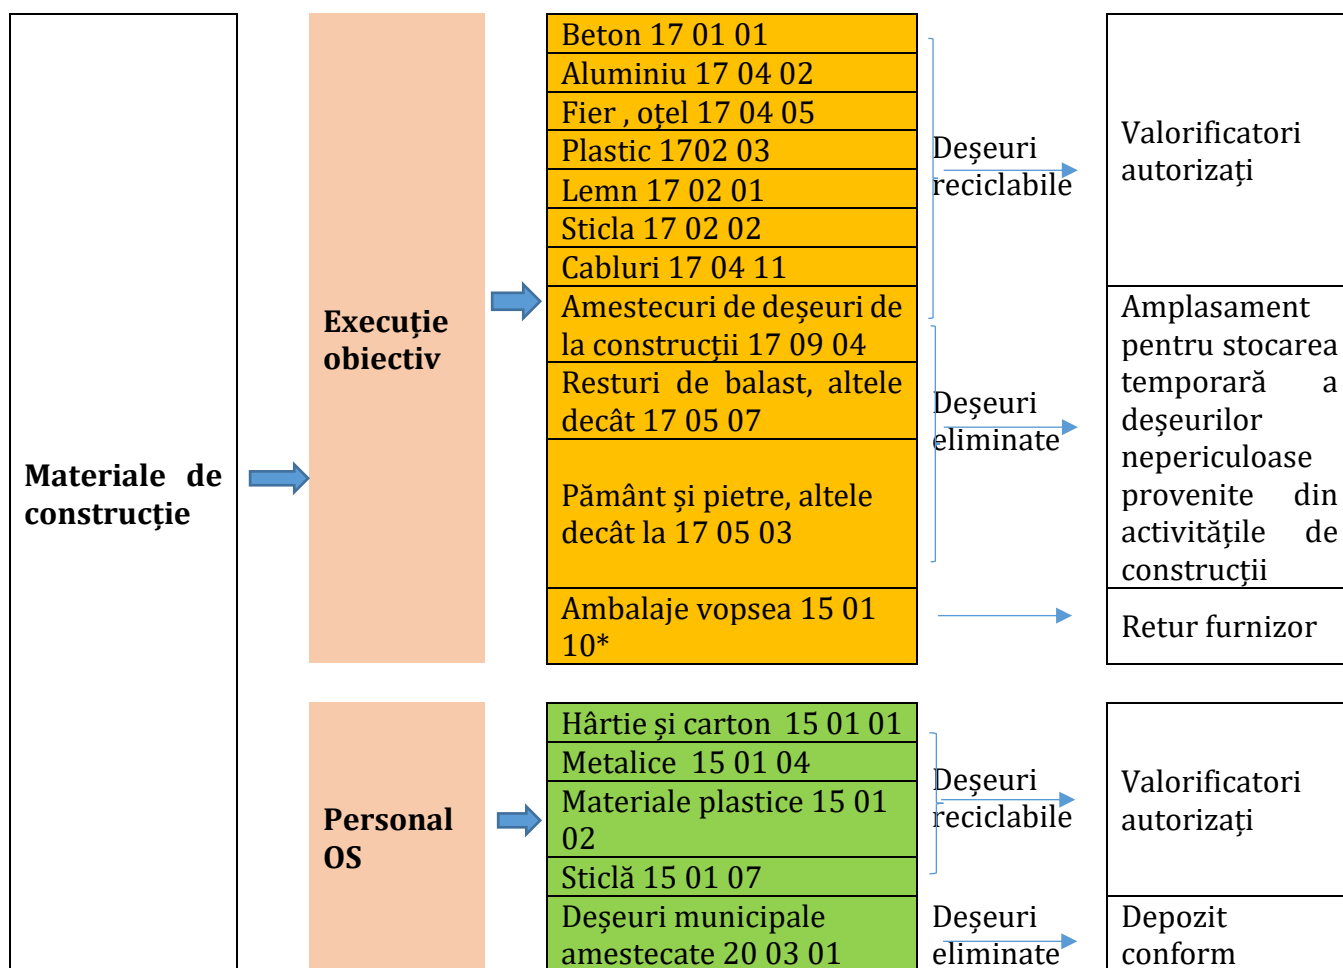 Materiale de
construcție
Execuție
obiectiv
Beton 17 01 01
Aluminiu 17 04 02
Fier , oțel 17 04 05
Plastic 1702 03
Lemn 17 02 01
Sticla 17 02 02
Cabluri 17 04 11
Amestecuri de deșeuri de
la construcții 17 09 04
Resturi de balast, altele
decât 17 05 07
Pământ și pietre, altele
decât la 17 05 03
Ambalaje vopsea 15 01
10*
Deșeuri
reciclabile
Deșeuri
eliminate
Valorificatori
autorizați
Amplasament
pentru stocarea
temporară a
deșeurilor
nepericuloase
provenite din
activitățile de
construcții
Retur furnizor
Personal
OS
Hârtie și carton 15 01 01
Metalice 15 01 04
Materiale plastice 15 01
02
Sticlă 15 01 07
Deșeuri municipale
amestecate 20 03 01
Deșeuri
reciclabile
Deșeuri
eliminate
Valorificatori
autorizați
Depozit
conform